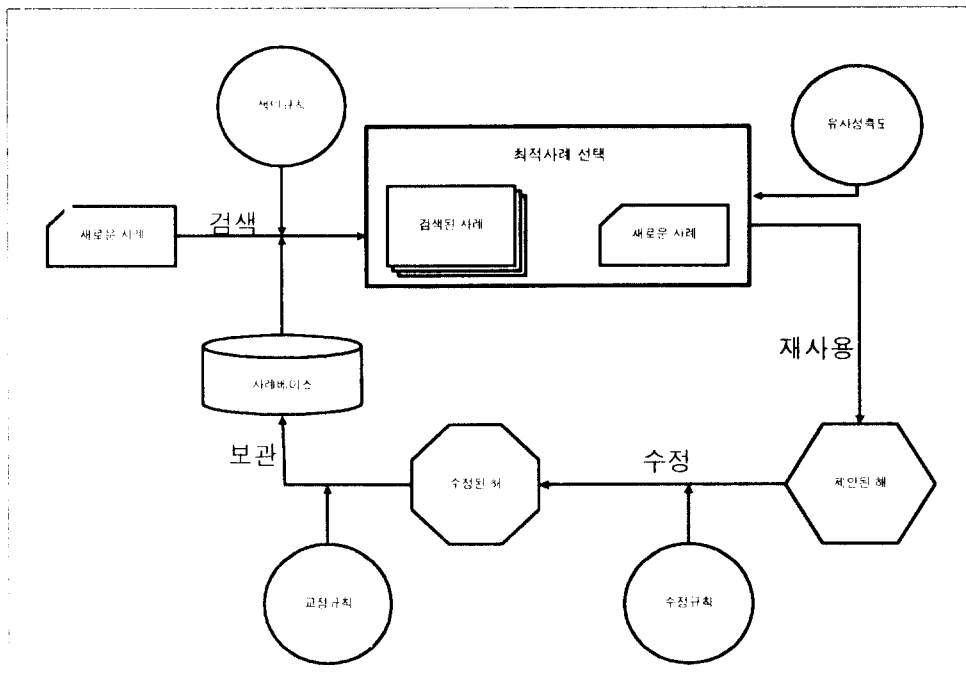 색인규칙
유사성측도
최적사례 선택
검색된 사례
새로운 사례
새로운 사례
검색
재사용
사례베이스
보관
수정된 해
수정
제안된 해
교정규칙
수정규칙